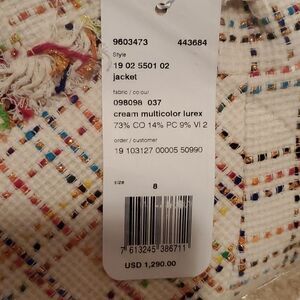 9603473 443684
Style
19 02 5501 02
jacket
fabric / colour
098098 037
cream multicolor lurex
73% CO 14% PC 9% VI 2
order / customer
19 103127 00005 50990
size
8
7 613245 386711
USD 1,290.00